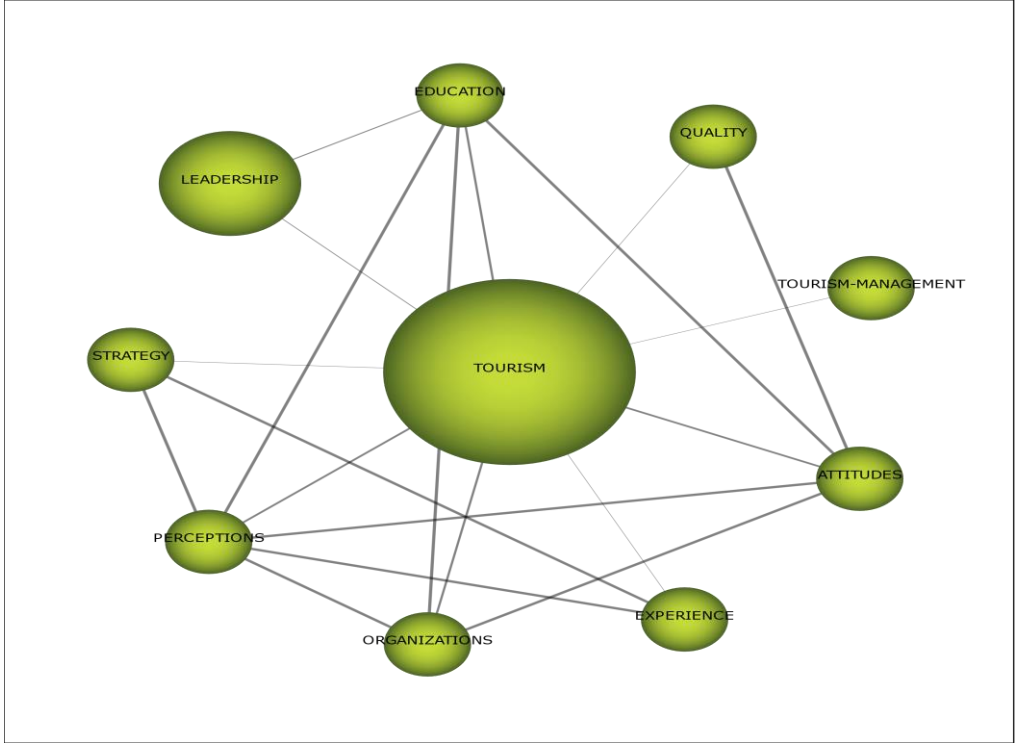 EDUCATION
QUALITY
LEADERSHIP
TOURISM-MANAGEMENT
STRATEGY
TOURISM
ATTITUDES
PERCEPTIONS
EXPERIENCE
ORGANIZATIONS